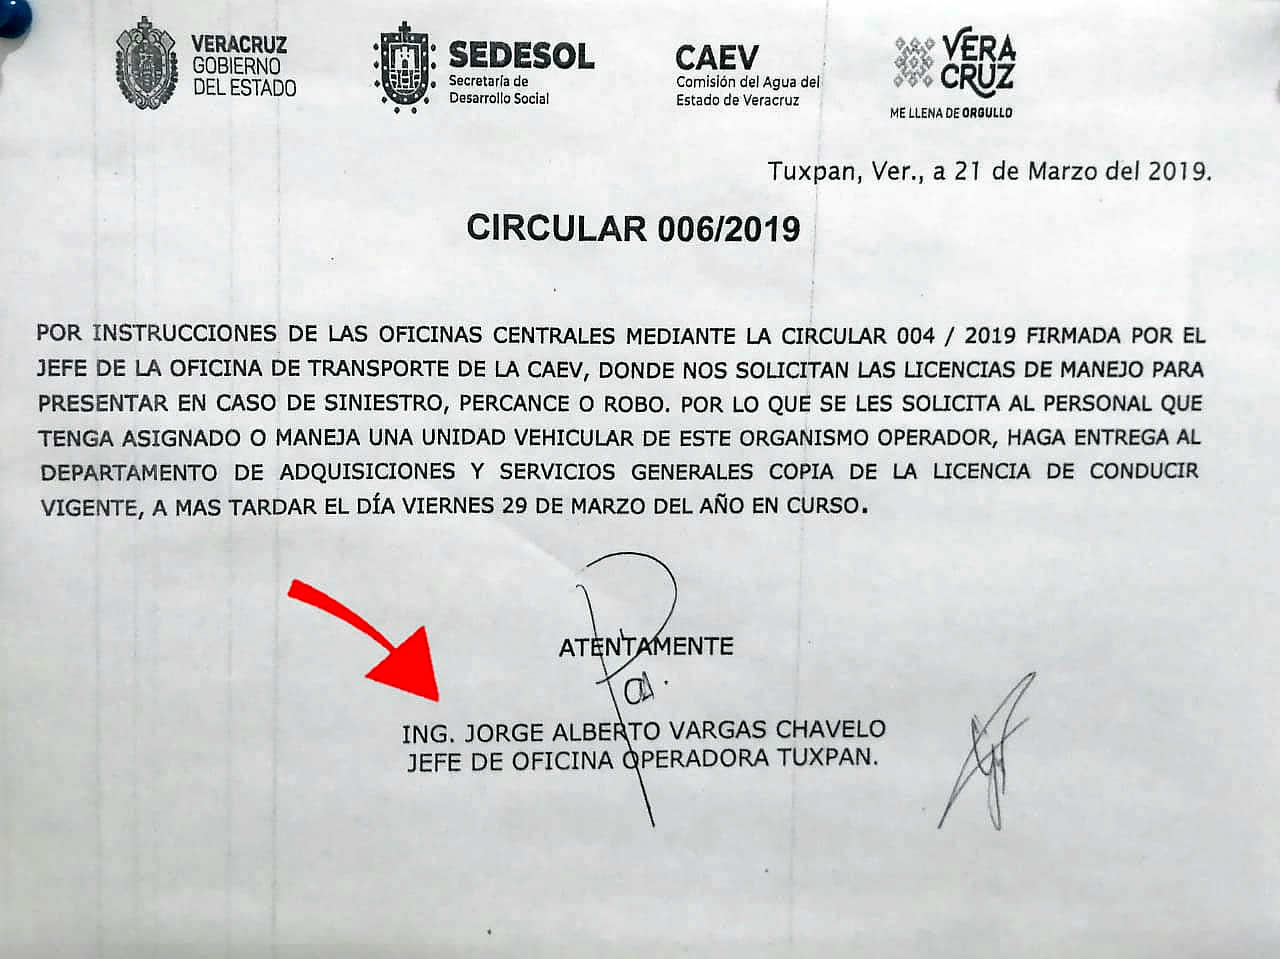 VERACRUZ
GOBIERNO
DEL ESTADO
SEDESOL
Secretaría de
Desarrollo Social
CAEV
Comisión del Agua del
Estado de Veracruz
VERA
CRUZ
ME LLENA DE ORGULLO
Tuxpan, Ver., a 21 de Marzo del 2019.
CIRCULAR 006/2019
POR INSTRUCCIONES DE LAS OFICINAS CENTRALES MEDIANTE LA CIRCULAR 004 / 2019 FIRMADA POR EL
JEFE DE LA OFICINA DE TRANSPORTE DE LA CAEV, DONDE NOS SOLICITAN LAS LICENCIAS DE MANEJO PARA
PRESENTAR EN CASO DE SINIESTRO, PERCANCE O ROBO. POR LO QUE SE LES SOLICITA AL PERSONAL QUE
TENGA ASIGNADO O MANEJA UNA UNIDAD VEHICULAR DE ESTE ORGANISMO OPERADOR, HAGA ENTREGA AL
DEPARTAMENTO DE ADQUISICIONES Y SERVICIOS GENERALES COPIA DE LA LICENCIA DE CONDUCIR
VIGENTE, A MAS TARDAR EL DÍA VIERNES 29 DE MARZO DEL AÑO EN CURSO.
ATENTAMENTE
ING. JORGE ALBERTO VARGAS CHAVELO
JEFE DE OFICINA OPERADORA TUXPAN.